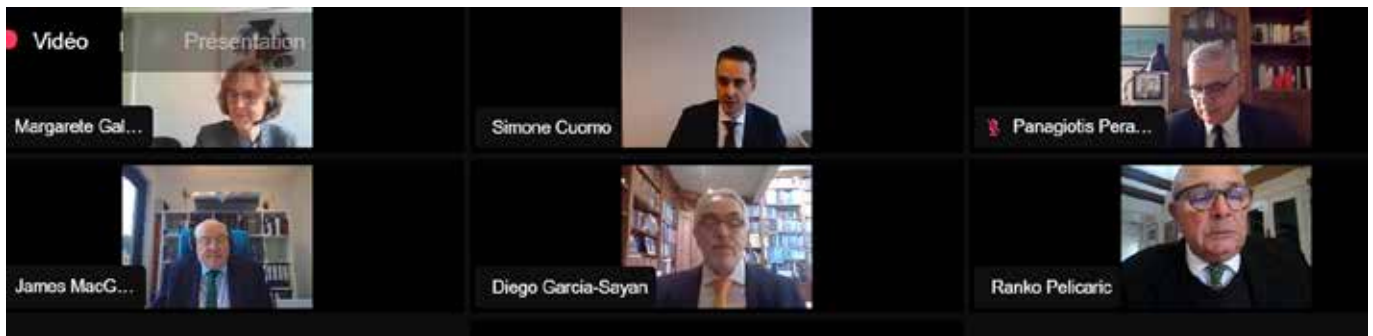 Vidéo
Présentation
Margarete Gal...
Simone Cuomo
Panagiotis Pera...
James MacG...
Diego Garcia-Sayan
Ranko Pelicaric